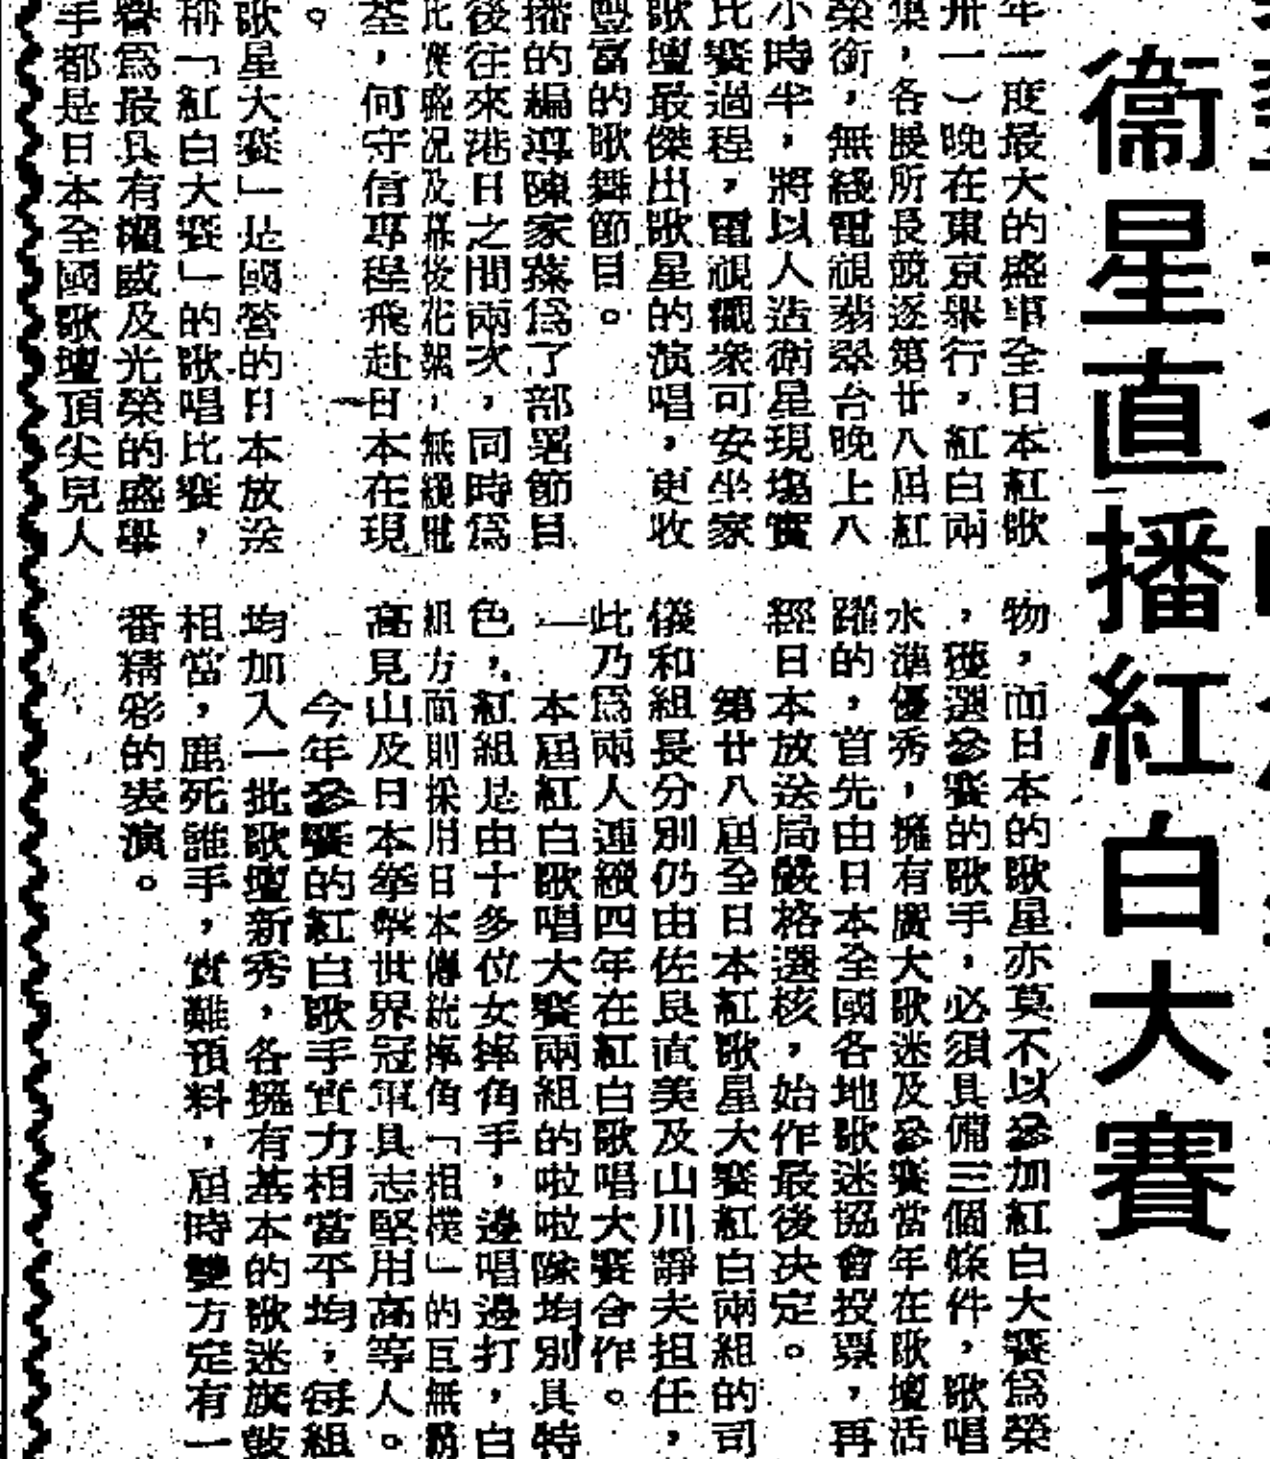 衞星直播紅白大賽
年一度最大的盛事全日本紅歌
卅一)晚在東京舉行,紅白兩
集,各展所長競逐第廿八屆紅
榮銜,無綫電視翡翠台晚上八
小時半,將以人造衛星現塲實
比賽過程,電視觀衆可安坐家
歌壇最傑出歌星的演唱,更收
豐富的歌舞節目。
播的編導陳家蓀爲了部署節目
後往來港日之間兩次,同時爲
比賽盛况及幕後花絮,無綫電
荃,何守信專程飛赴日本在現
。
歌星大賽」是國營的日本放送
稱「紅白大賽」的歌唱比賽,
譽爲最具有權威及光榮的盛舉
手都是日本全國歌壇頂尖兒人
物,而日本的歌星亦莫不以參加紅白大賽爲榮
,獲選參賽的歌手,必須具備三個條件,歌唱
水準優秀,擁有廣大歌迷及參賽當年在歌壇活
躍的,首先由日本全國各地歌迷協會投票,再
經日本放送局嚴格選核,始作最後決定。
第廿八屆全日本紅歌星大賽紅白兩組的司
儀和組長分別仍由佐良直美及山川靜夫担任,
此乃爲兩人連續四年在紅白歌唱大賽合作。
本屆紅白歌唱大賽兩組的啦啦隊均別具特
色,紅組是由十多位女摔角手,邊唱邊打,白
組方面則採用日本傳統摔角「相樸」的巨無霸
高見山及日本拳擊世界冠軍具志堅用高等人。
今年參賽的紅白歌手實力相當平均,每組
均加入一批歌壇新秀,各擁有基本的歌迷旗鼓
相當,鹿死誰手,實難預料,屆時雙方定有一
番精彩的表演。